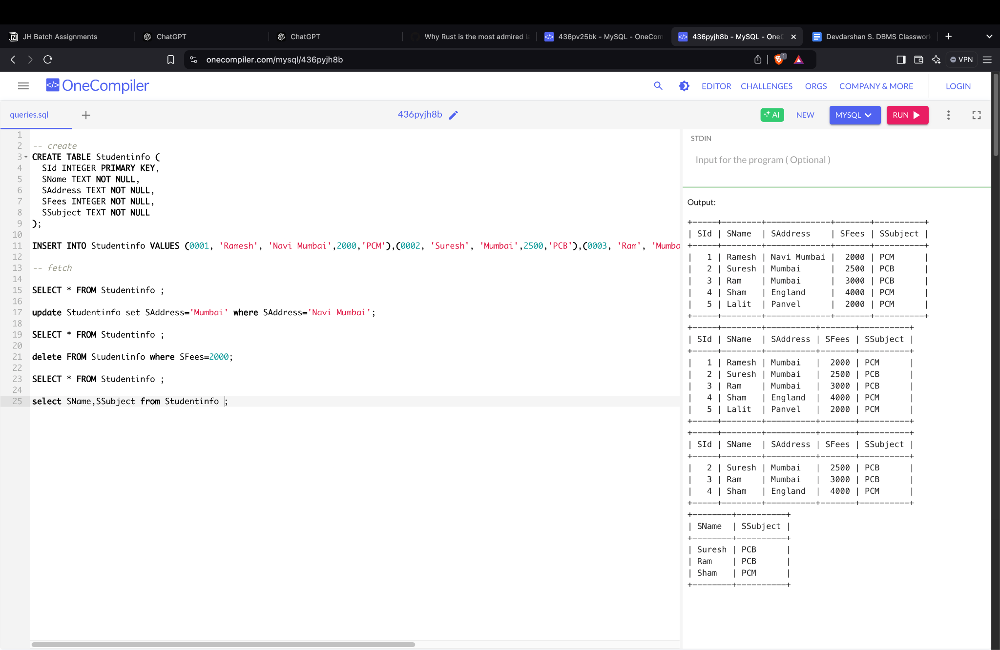 JH Batch Assignments
ChatGPT
ChatGPT
Why Rust is the most admired la
436pv25bk - MySQL - OneCom
436pyjh8b - MySQL - OneC
Devdarshan S. DBMS Classwor
onecompiler.com/mysql/436pyjh8b
1
VPN
</> OneCompiler
EDITOR
CHALLENGES
ORGS
COMPANY & MORE
LOGIN
queries.sql
436pyjh8b
AI
NEW
MYSQL
RUN
1
2 -- create
3 CREATE TABLE Studentinfo (
4 SId INTEGER PRIMARY KEY,
5 SName TEXT NOT NULL,
6 SAddress TEXT NOT NULL,
7 SFees INTEGER NOT NULL,
8 SSubject TEXT NOT NULL
9 );
10
11 INSERT INTO Studentinfo VALUES (0001, 'Ramesh', 'Navi Mumbai',2000,'PCM'),(0002, 'Suresh', 'Mumbai',2500,'PCB'),(0003, 'Ram', 'Mumba
12
13 -- fetch
14
15 SELECT * FROM Studentinfo ;
16
17 update Studentinfo set SAddress='Mumbai' where SAddress='Navi Mumbai';
18
19 SELECT * FROM Studentinfo ;
20
21 delete FROM Studentinfo where SFees=2000;
22
23 SELECT * FROM Studentinfo ;
24
25 select SName,SSubject from Studentinfo ;
STDIN
Input for the program ( Optional )
Output:
+-----+--------+-------------+-------+----------+
| SId | SName  | SAddress    | SFees | SSubject |
+-----+--------+-------------+-------+----------+
|   1 | Ramesh | Navi Mumbai |  2000 | PCM      |
|   2 | Suresh | Mumbai      |  2500 | PCB      |
|   3 | Ram    | Mumbai      |  3000 | PCB      |
|   4 | Sham   | England     |  4000 | PCM      |
|   5 | Lalit  | Panvel      |  2000 | PCM      |
+-----+--------+-------------+-------+----------+
+-----+--------+----------+-------+----------+
| SId | SName  | SAddress | SFees | SSubject |
+-----+--------+----------+-------+----------+
|   1 | Ramesh | Mumbai   |  2000 | PCM      |
|   2 | Suresh | Mumbai   |  2500 | PCB      |
|   3 | Ram    | Mumbai   |  3000 | PCB      |
|   4 | Sham   | England  |  4000 | PCM      |
|   5 | Lalit  | Panvel   |  2000 | PCM      |
+-----+--------+----------+-------+----------+
+-----+--------+----------+-------+----------+
| SId | SName  | SAddress | SFees | SSubject |
+-----+--------+----------+-------+----------+
|   2 | Suresh | Mumbai   |  2500 | PCB      |
|   3 | Ram    | Mumbai   |  3000 | PCB      |
|   4 | Sham   | England  |  4000 | PCM      |
+-----+--------+----------+-------+----------+
+--------+----------+
| SName  | SSubject |
+--------+----------+
| Suresh | PCB      |
| Ram    | PCB      |
| Sham   | PCM      |
+--------+----------+